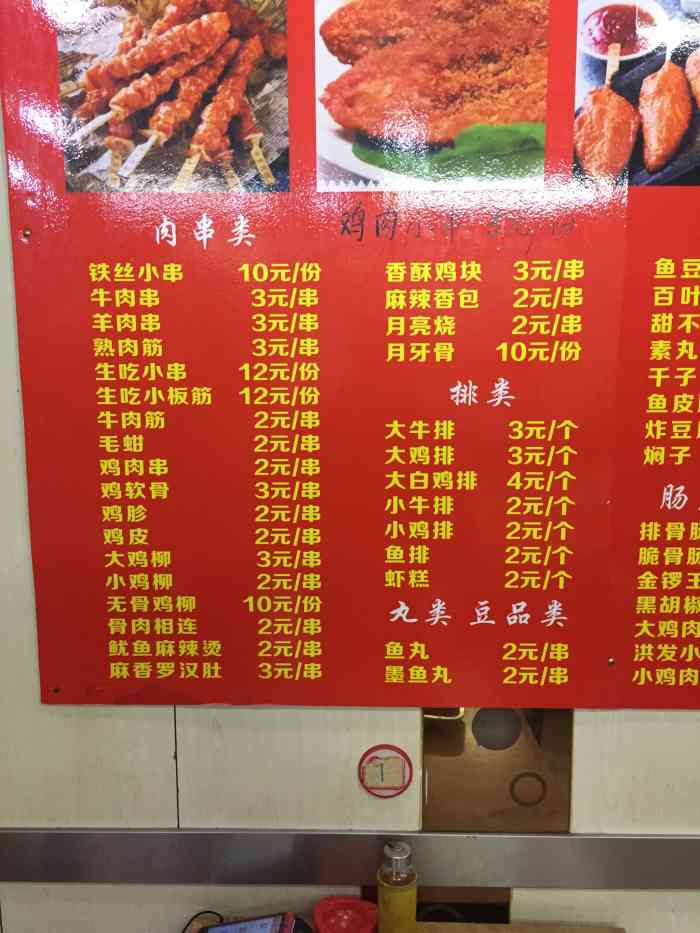 肉串类
铁丝小串 10元/份
牛肉串 3元/串
羊肉串 3元/串
熟肉筋 3元/串
生吃小串 12元/份
生吃小板筋 12元/份
牛肉筋 2元/串
毛蚶 2元/串
鸡肉串 2元/串
鸡软骨 3元/串
鸡胗 2元/串
鸡皮 2元/串
大鸡柳 3元/串
小鸡柳 2元/串
无骨鸡柳 10元/份
骨肉相连 2元/串
鱿鱼麻辣烫 2元/串
麻香罗汉肚 3元/串
鸡肉小串
香酥鸡块 3元/串
麻辣香包 2元/串
月亮烧 2元/串
月牙骨 10元/份
排类
大牛排 3元/个
大鸡排 3元/个
大白鸡排 4元/个
小牛排 2元/个
小鸡排 2元/个
鱼排 2元/个
虾糕 2元/个
丸类 豆品类
鱼丸 2元/串
墨鱼丸 2元/串
鱼豆
百叶
甜不
素丸
千子
鱼皮
炸豆
焖子
肠
排骨肠
脆骨肠
金锣王
黑胡椒
大鸡肉
洪发小
小鸡肉